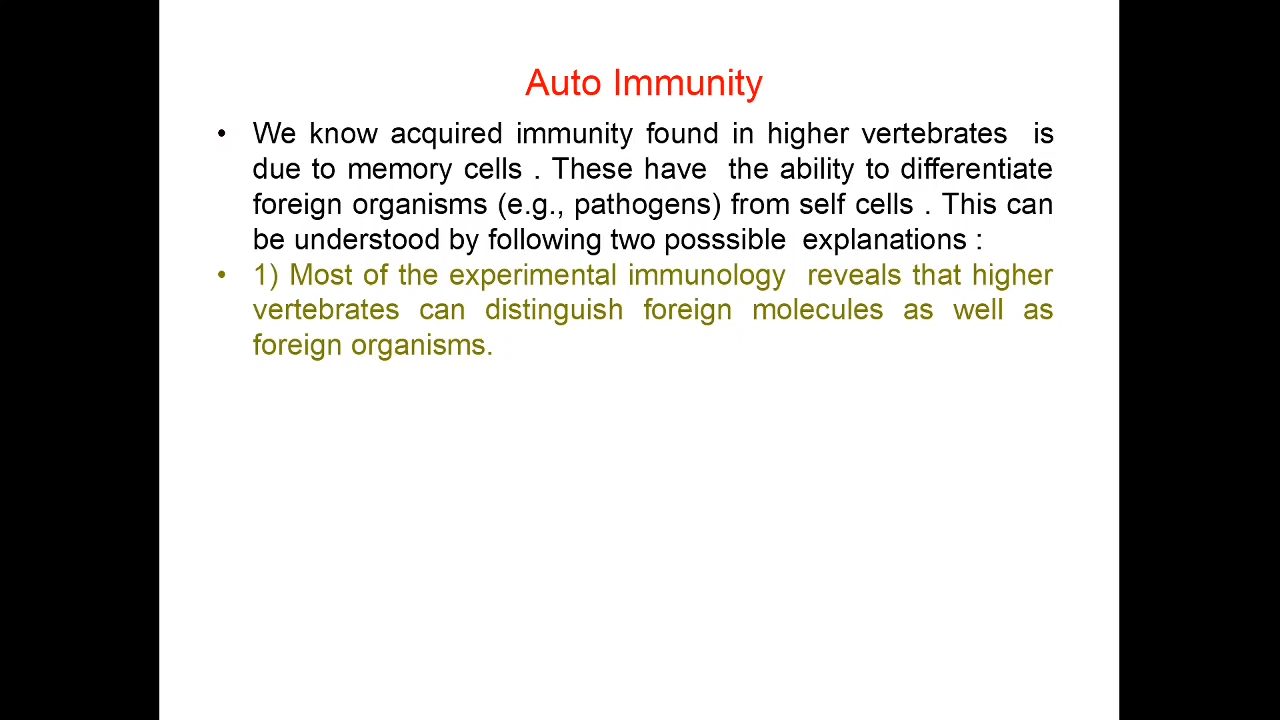 Auto Immunity
• We know acquired immunity found in higher vertebrates is
due to memory cells . These have the ability to differentiate
foreign organisms (e.g., pathogens) from self cells . This can
be understood by following two posssible explanations :
• 1) Most of the experimental immunology reveals that higher
vertebrates can distinguish foreign molecules as well as
foreign organisms.